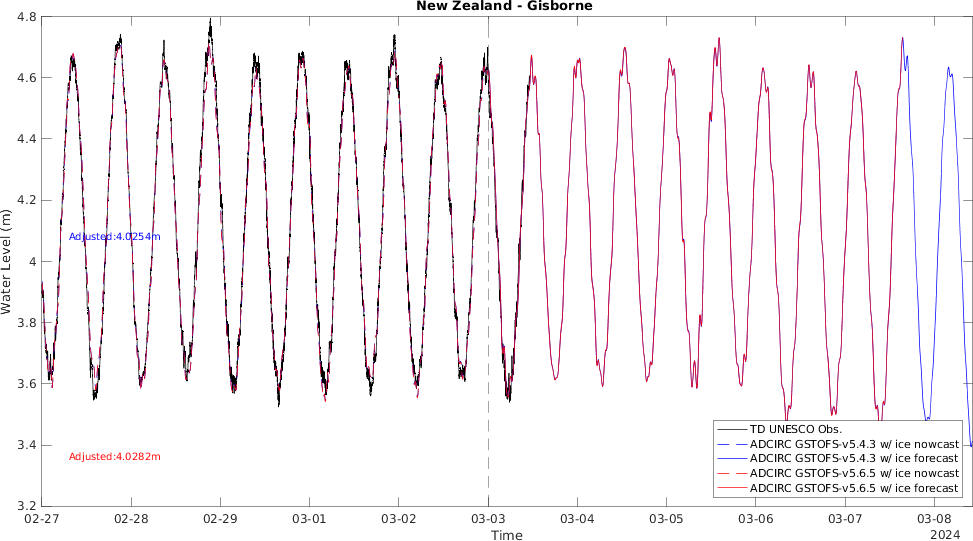 New Zealand - Gisborne
4.8
4.6
4.4
4.2
4
3.8
3.6
3.4
3.2
Water Level (m)
Adjusted:4.0254m
Adjusted:4.0282m
TD UNESCO Obs.
ADCIRC GSTOFS-v5.4.3 w/ ice nowcast
ADCIRC GSTOFS-v5.4.3 w/ ice forecast
ADCIRC GSTOFS-v5.6.5 w/ ice nowcast
ADCIRC GSTOFS-v5.6.5 w/ ice forecast
02-27 02-28 02-29 03-01 03-02 03-03 03-04 03-05 03-06 03-07 03-08
2024
Time